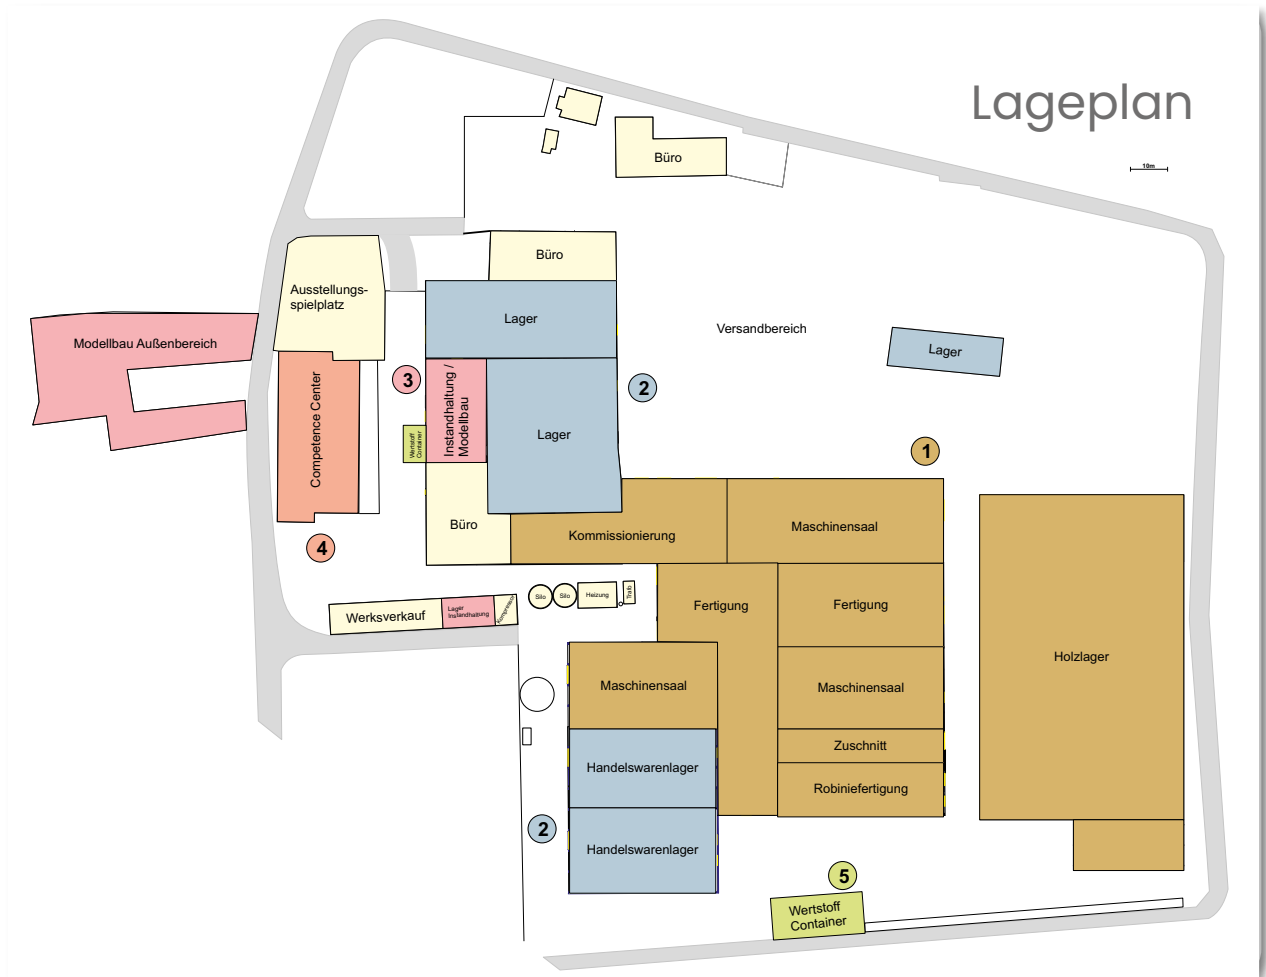 Lageplan
10m
Büro
Büro
Ausstellungs-
spielplatz
Lager
Versandbereich
Modellbau Außenbereich
Lager
3
2
Instandhaltung /
Modellbau
Competence Center
Wertstoff
Container
Lager
1
Büro
Kommissionierung
Maschinensaal
4
Silo
Silo
Heizung
Trafo
Werksverkauf
Lager
Instandhaltung
Kompressor
Fertigung
Fertigung
Holzlager
Maschinensaal
Maschinensaal
Zuschnitt
Handelswarenlager
Robiniefertigung
2
Handelswarenlager
5
Wertstoff
Container